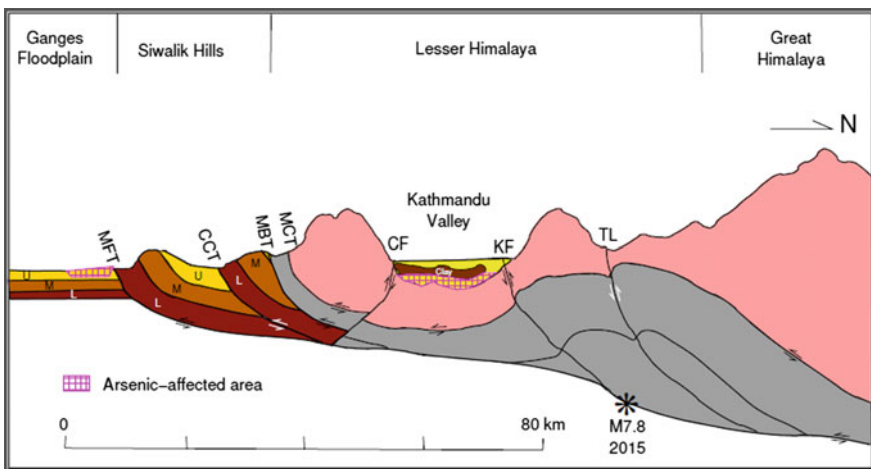 Ganges
Floodplain
Siwalik Hills
Lesser Himalaya
Great
Himalaya
N
Kathmandu
Valley
MFT
CCT
MBT
MCT
CF
KF
TL
Clay
U
M
L
U
M
L
M
L
Arsenic-affected area
0
80 km
M7.8
2015